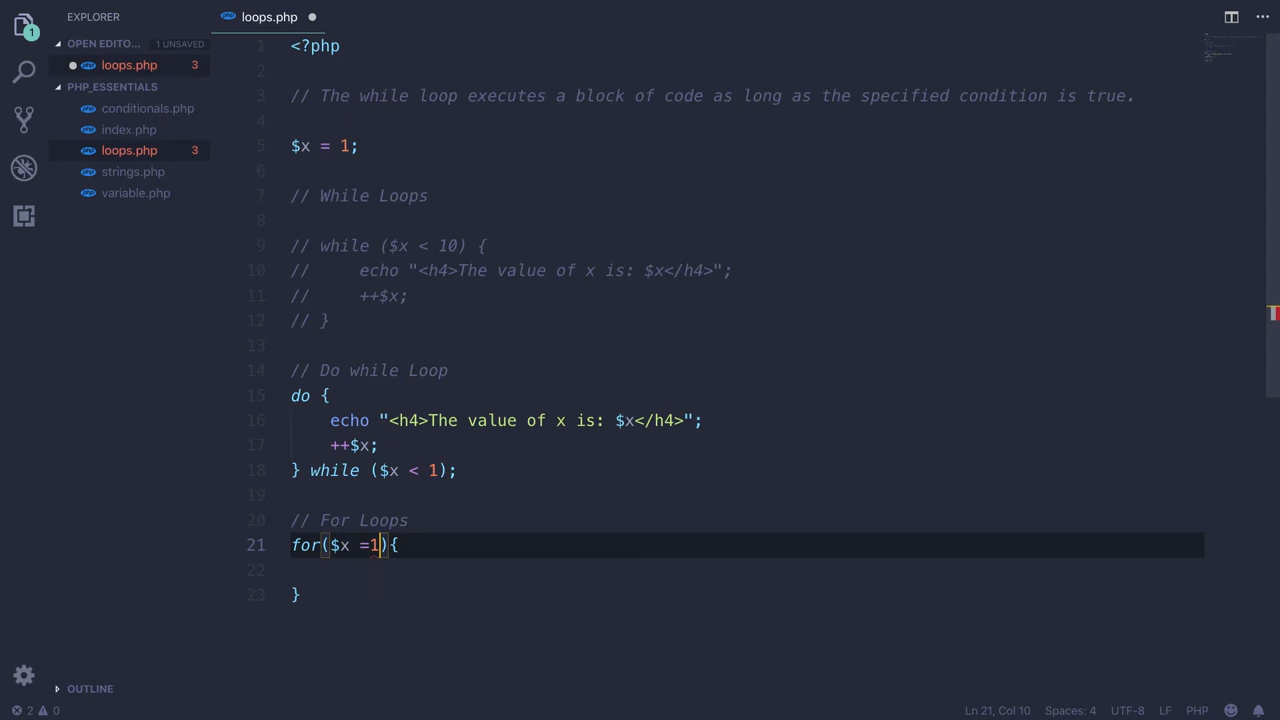 EXPLORER
loops.php
1
OPEN EDITO... 1 UNSAVED
loops.php 3
PHP_ESSENTIALS
conditionals.php
index.php
loops.php 3
strings.php
variable.php
1 <?php
2
3 // The while loop executes a block of code as long as the specified condition is true.
4
5 $x = 1;
6
7 // While Loops
8
9 // while ($x < 10) {
10 //     echo "<h4>The value of x is: $x</h4>";
11 //     ++$x;
12 // }
13
14 // Do while Loop
15 do {
16     echo "<h4>The value of x is: $x</h4>";
17     ++$x;
18 } while ($x < 1);
19
20 // For Loops
21 for($x =1){
22
23 }
OUTLINE
2 0
Ln 21, Col 10 Spaces: 4 UTF-8 LF PHP